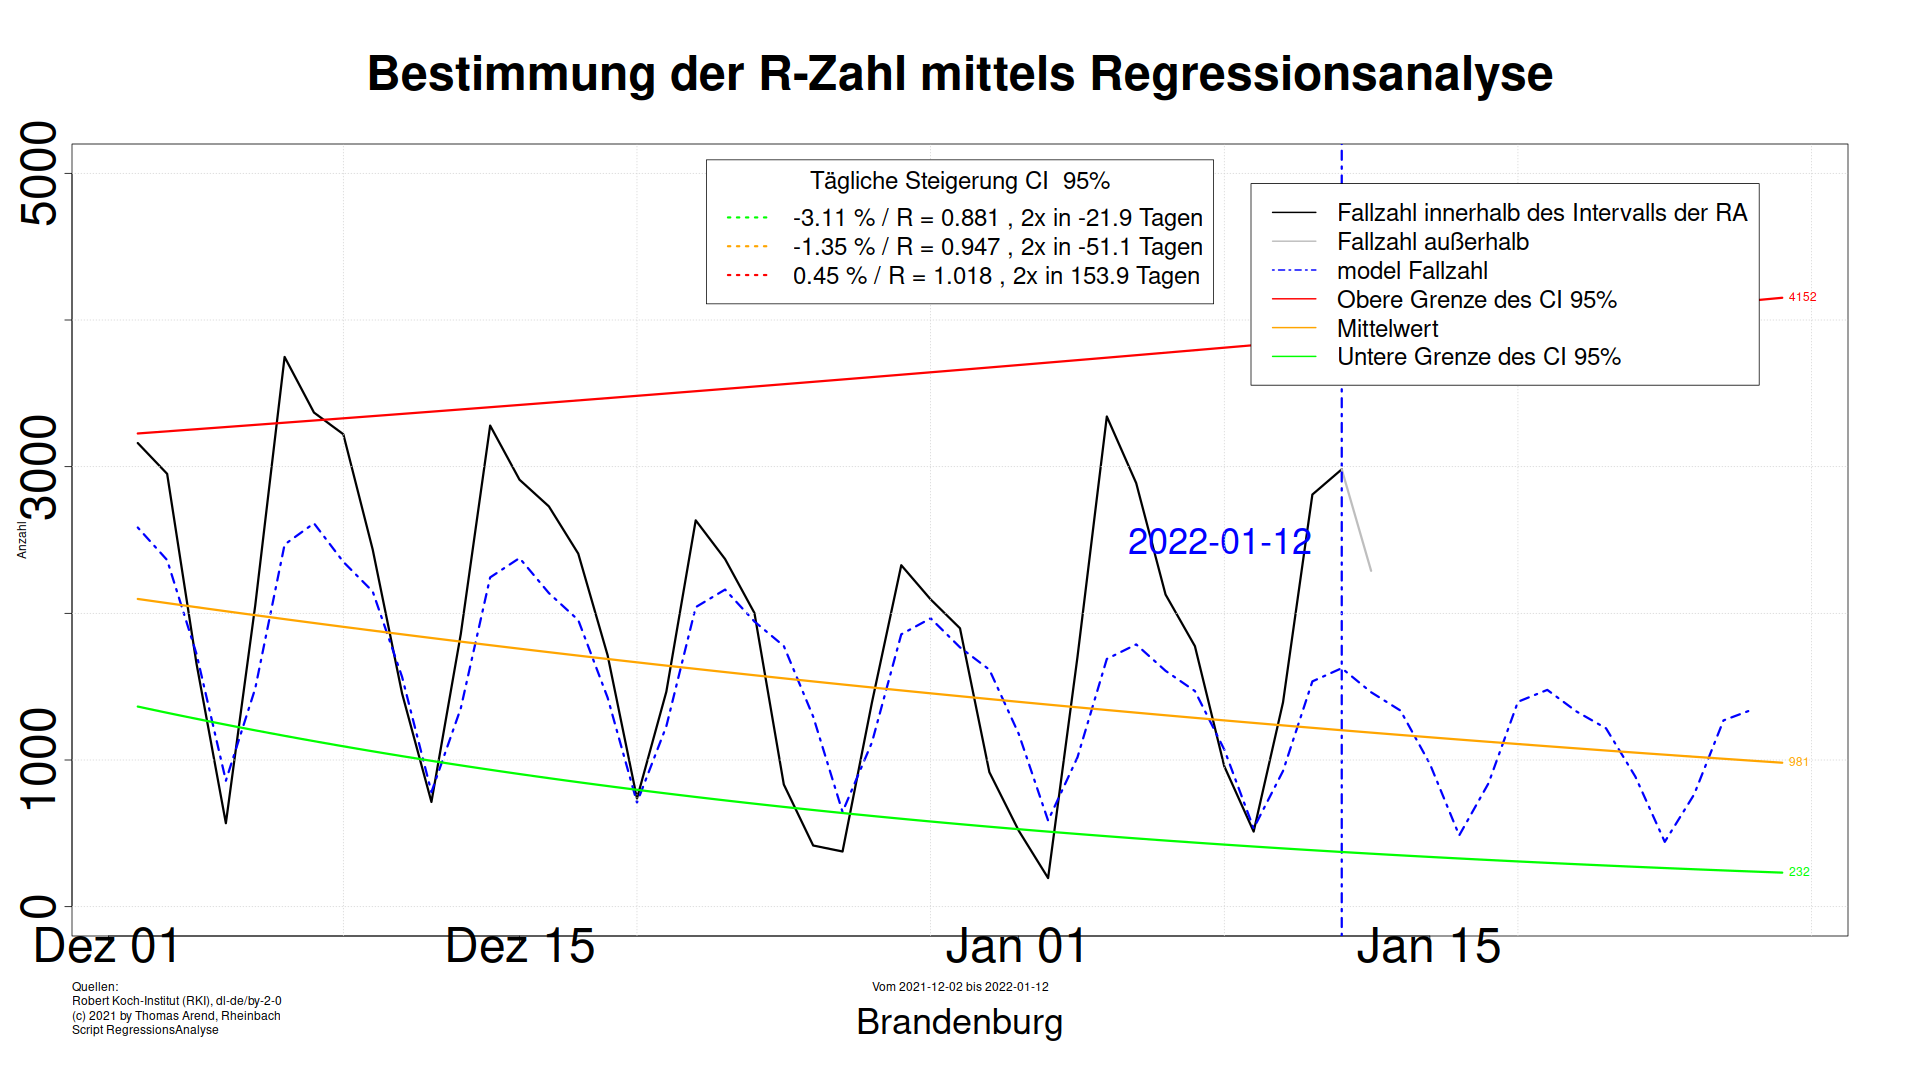 Bestimmung der R-Zahl mittels Regressionsanalyse
5000
3000
1000
0
Anzahl
Tägliche Steigerung CI  95%
-3.11 % / R = 0.881 , 2x in -21.9 Tagen
-1.35 % / R = 0.947 , 2x in -51.1 Tagen
0.45 % / R = 1.018 , 2x in 153.9 Tagen
Fallzahl innerhalb des Intervalls der RA
Fallzahl außerhalb
model Fallzahl
Obere Grenze des CI 95%
Mittelwert
Untere Grenze des CI 95%
4152
2022-01-12
981
232
Dez 01
Dez 15
Jan 01
Jan 15
Quellen:
Robert Koch-Institut (RKI), dl-de/by-2-0
(c) 2021 by Thomas Arend, Rheinbach
Script RegressionsAnalyse
Vom 2021-12-02 bis 2022-01-12
Brandenburg